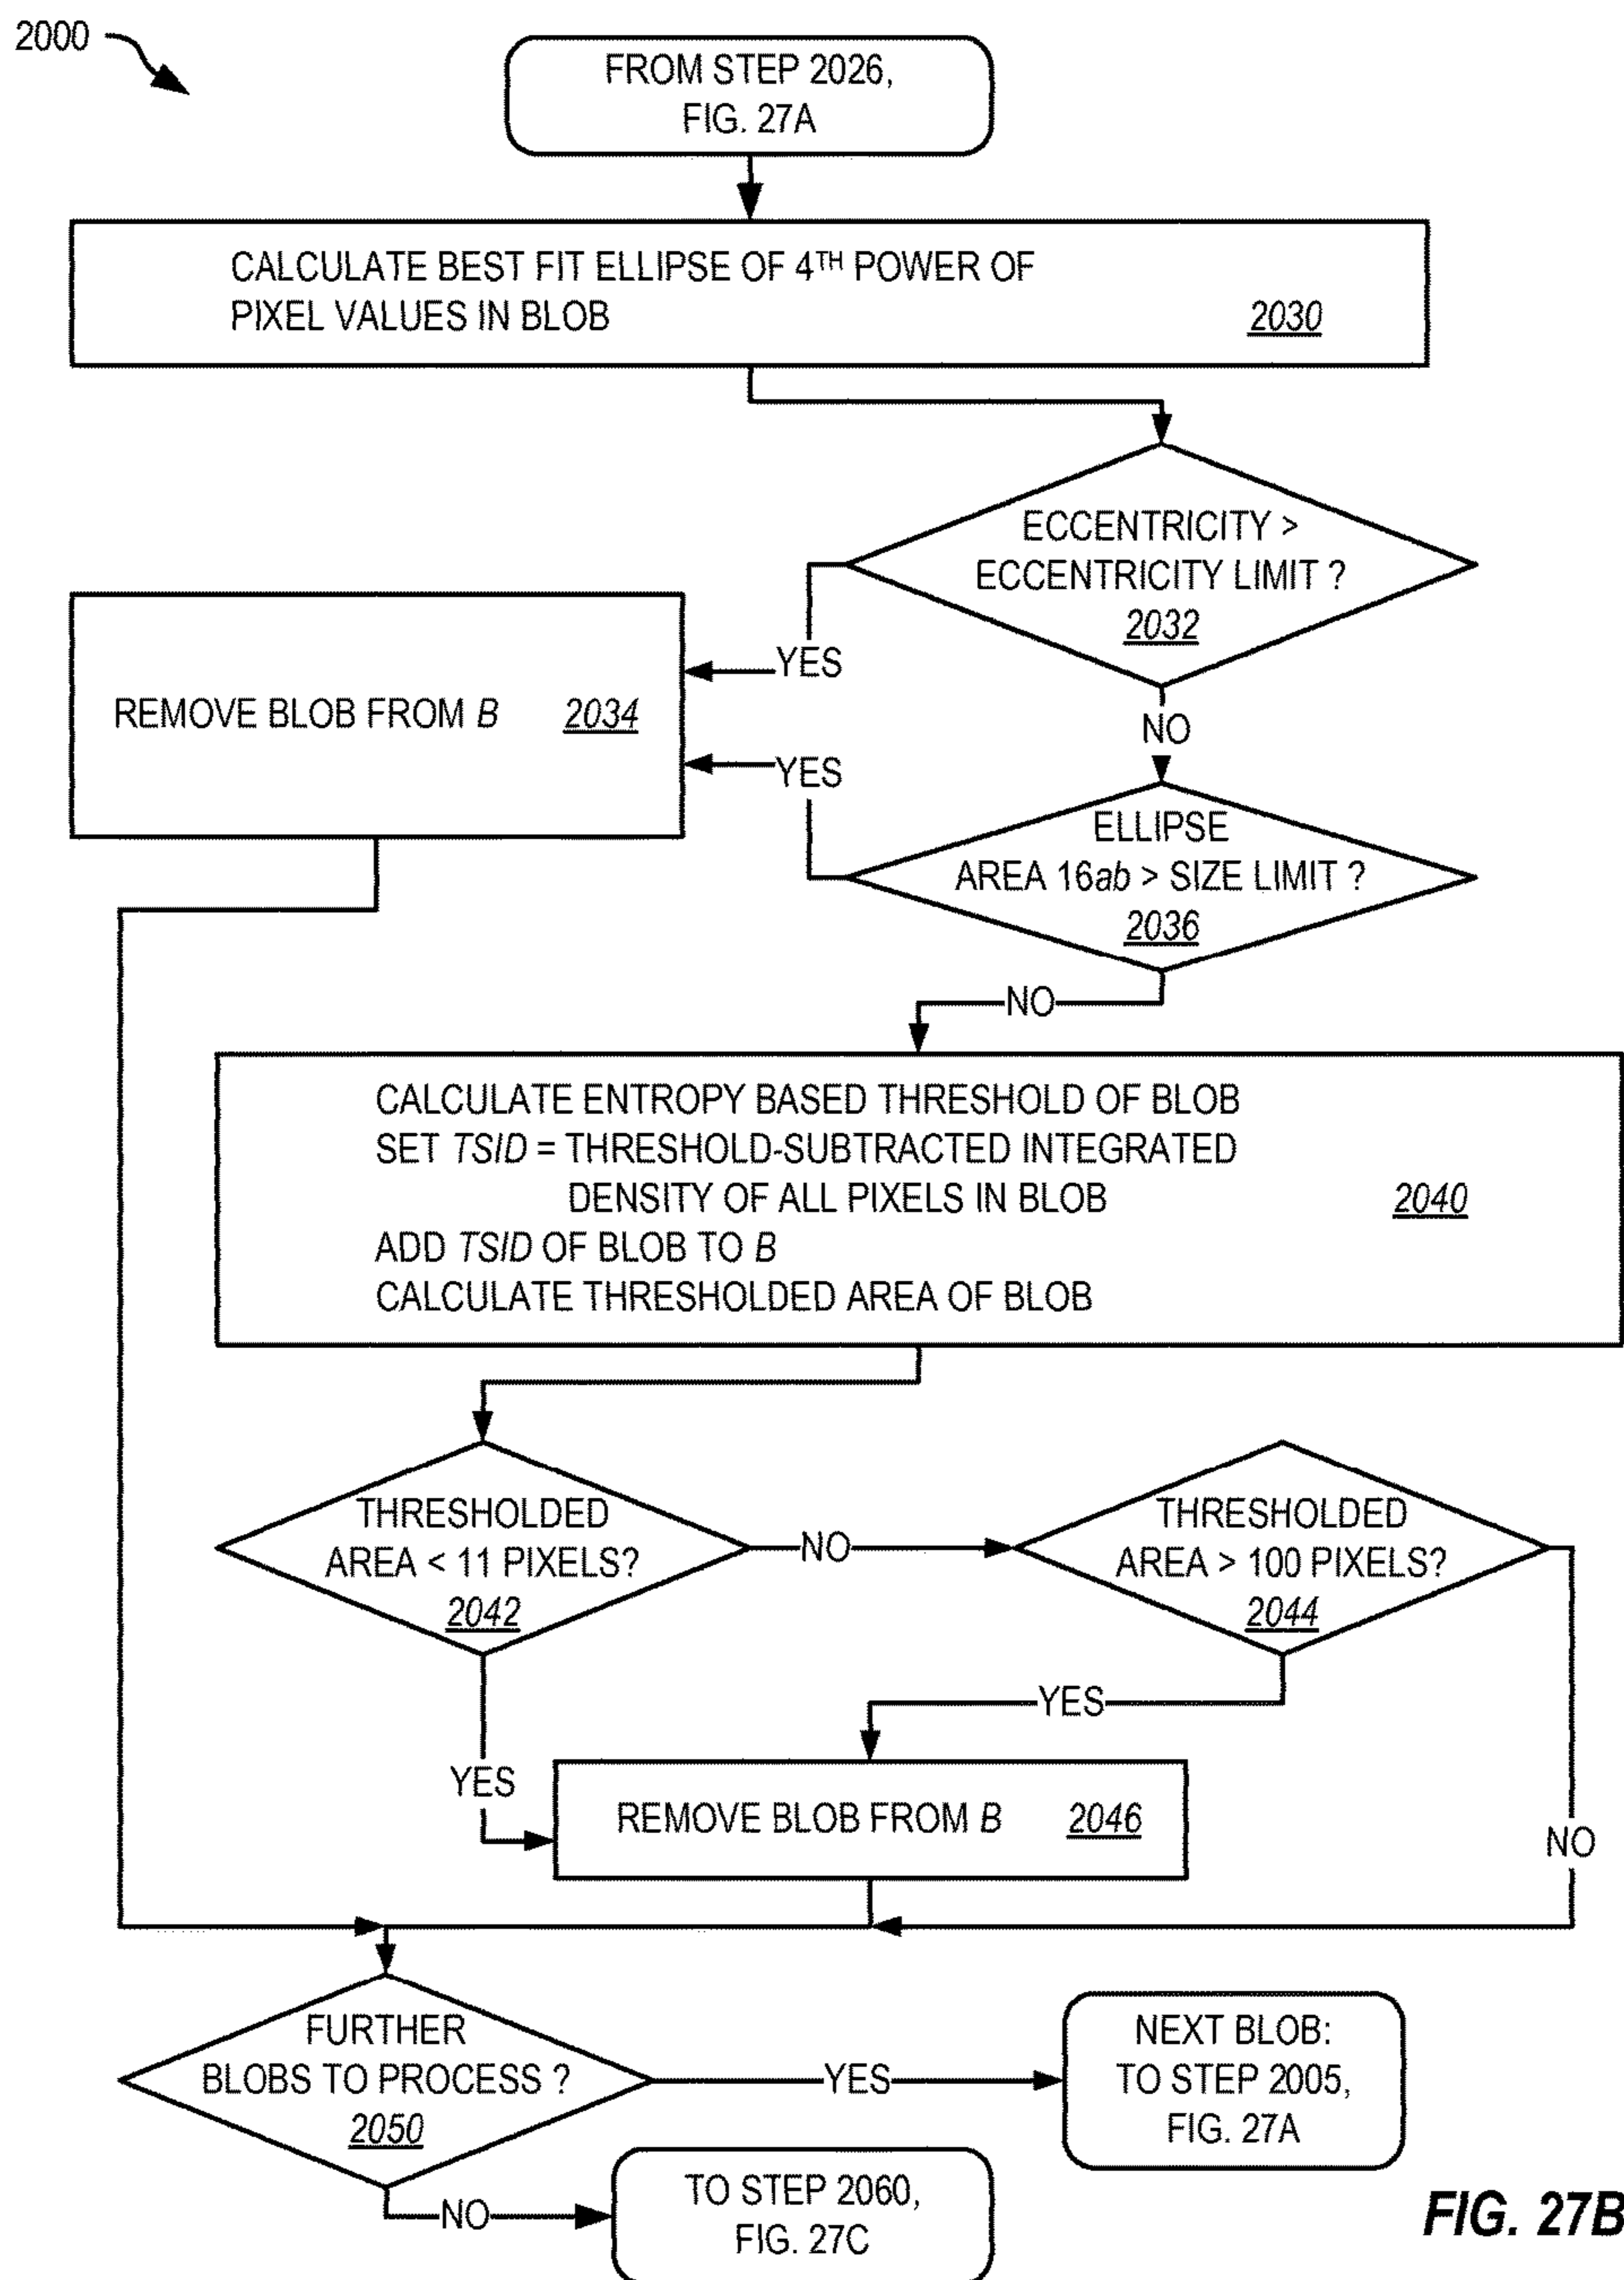 2000
FROM STEP 2026,
FIG. 27A
CALCULATE BEST FIT ELLIPSE OF 4TH POWER OF
PIXEL VALUES IN BLOB 2030
ECCENTRICITY >
ECCENTRICITY LIMIT ?
2032
YES
REMOVE BLOB FROM B 2034
NO
YES
ELLIPSE
AREA 16ab > SIZE LIMIT ?
2036
NO
CALCULATE ENTROPY BASED THRESHOLD OF BLOB
SET TSID = THRESHOLD-SUBTRACTED INTEGRATED
DENSITY OF ALL PIXELS IN BLOB 2040
ADD TSID OF BLOB TO B
CALCULATE THRESHOLDED AREA OF BLOB
THRESHOLDED
AREA < 11 PIXELS?
2042
NO
THRESHOLDED
AREA > 100 PIXELS?
2044
YES
YES
REMOVE BLOB FROM B 2046
NO
FURTHER
BLOBS TO PROCESS ?
2050
YES
NEXT BLOB:
TO STEP 2005,
FIG. 27A
NO
TO STEP 2060,
FIG. 27C
FIG. 27B